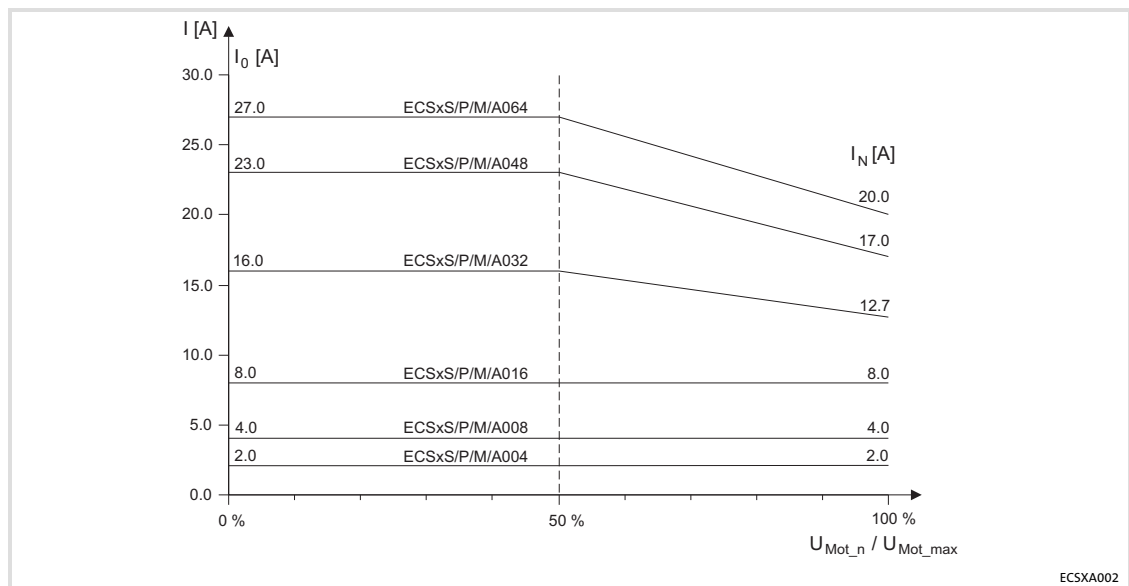 I [A]
I0 [A]
30.0
27.0 ECSxS/P/M/A064
25.0
IN [A]
23.0 ECSxS/P/M/A048
20.0
20.0
17.0
16.0 ECSxS/P/M/A032
15.0
12.7
10.0
8.0 ECSxS/P/M/A016 8.0
5.0
4.0 ECSxS/P/M/A008 4.0
2.0 ECSxS/P/M/A004 2.0
0.0
0 % 50 % 100 %
UMot_n / UMot_max
ECSXA002